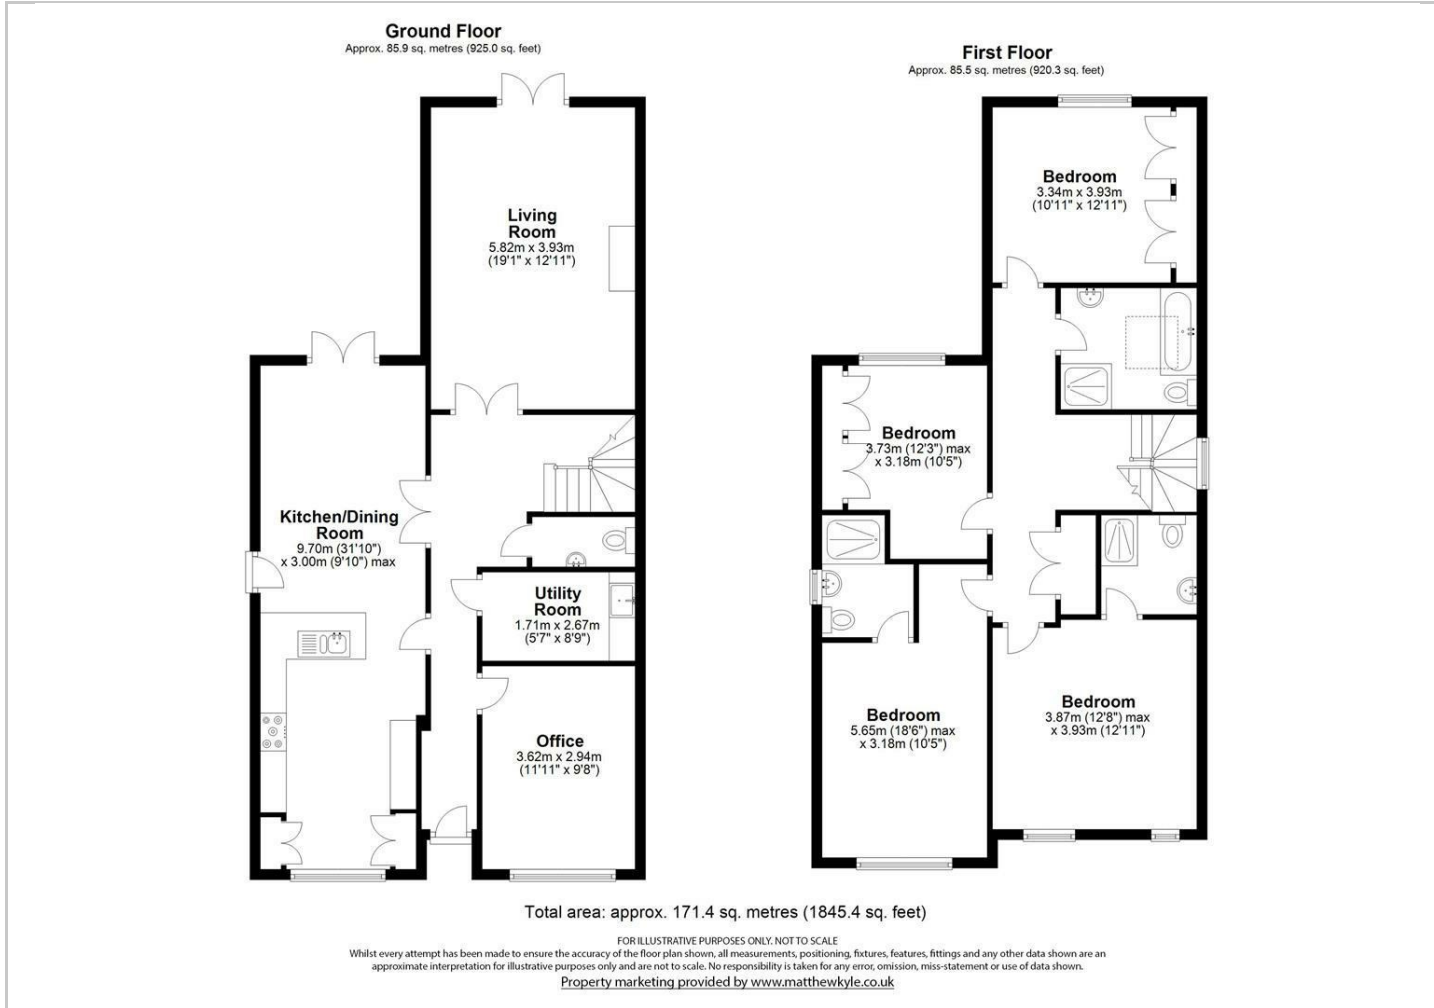 Ground Floor
Approx. 85.9 sq. metres (925.0 sq. feet)
Living
Room
5.82m x 3.93m
(19'1" x 12'11")
Kitchen/Dining
Room
9.70m (31'10")
x 3.00m (9'10") max
Utility
Room
1.71m x 2.67m
(5'7" x 8'9")
Office
3.62m x 2.94m
(11'11" x 9'8")
First Floor
Approx. 85.5 sq. metres (920.3 sq. feet)
Bedroom
3.34m x 3.93m
(10'11" x 12'11")
Bedroom
3.73m (12'3") max
x 3.18m (10'5")
Bedroom
5.65m (18'6") max
x 3.18m (10'5")
Bedroom
3.87m (12'8") max
x 3.93m (12'11")
Total area: approx. 171.4 sq. metres (1845.4 sq. feet)
FOR ILLUSTRATIVE PURPOSES ONLY. NOT TO SCALE
Whilst every attempt has been made to ensure the accuracy of the floor plan shown, all measurements, positioning, fixtures, features, fittings and any other data shown are an
approximate interpretation for illustrative purposes only and are not to scale. No responsibility is taken for any error, omission, miss-statement or use of data shown.
Property marketing provided by www.matthewkyle.co.uk